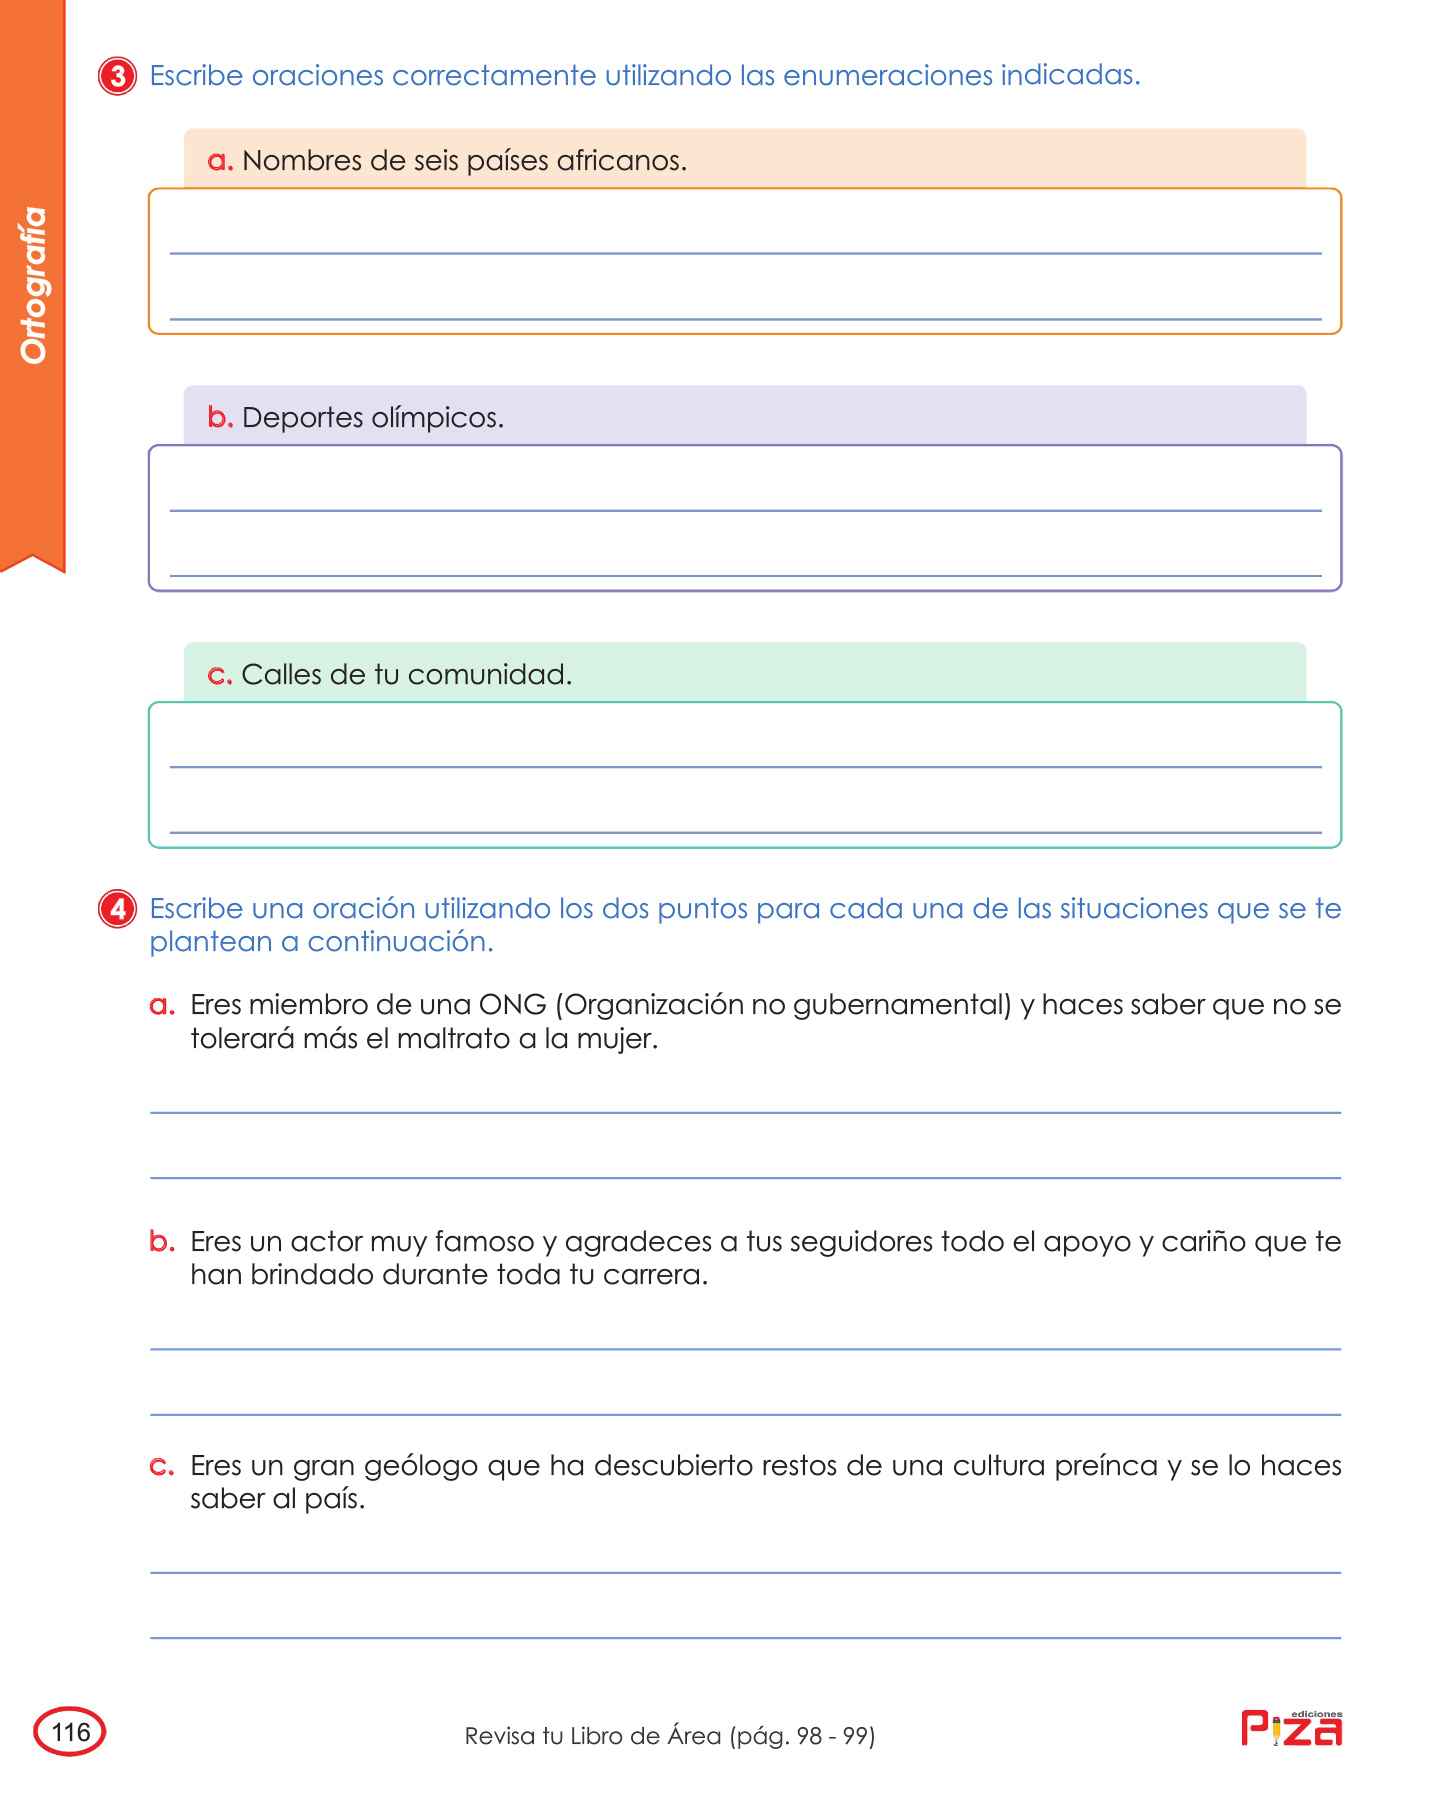 Ortografía
3 Escribe oraciones correctamente utilizando las enumeraciones indicadas.
a. Nombres de seis países africanos.
b. Deportes olímpicos.
c. Calles de tu comunidad.
4 Escribe una oración utilizando los dos puntos para cada una de las situaciones que se te
plantean a continuación.
a. Eres miembro de una ONG (Organización no gubernamental) y haces saber que no se
tolerará más el maltrato a la mujer.
b. Eres un actor muy famoso y agradeces a tus seguidores todo el apoyo y cariño que te
han brindado durante toda tu carrera.
c. Eres un gran geólogo que ha descubierto restos de una cultura preínca y se lo haces
saber al país.
116
Revisa tu Libro de Área (pág. 98 - 99)
ediciones
Piza